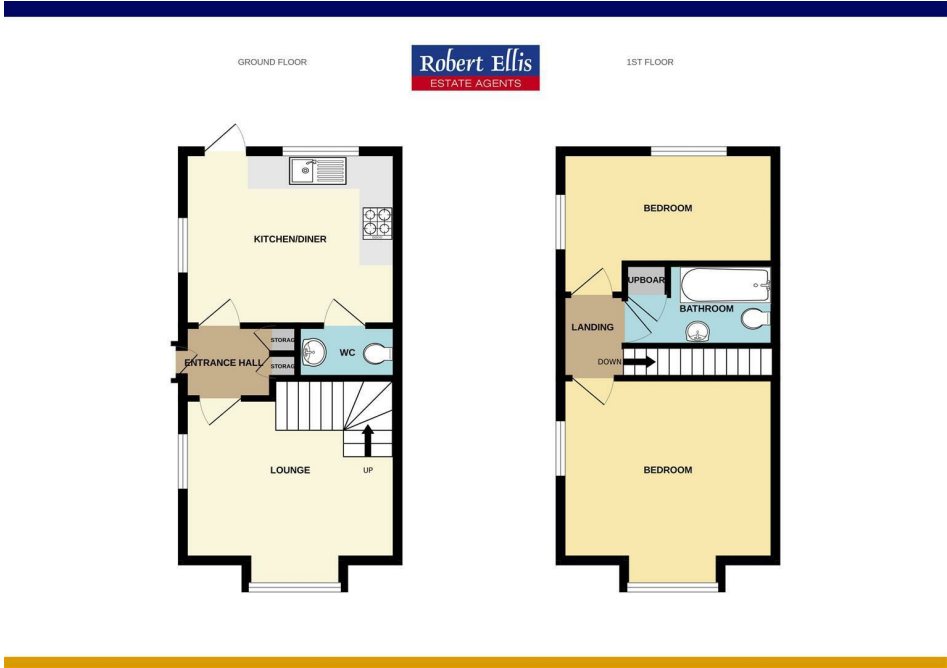 GROUND FLOOR
Robert Ellis
ESTATE AGENTS
1ST FLOOR
KITCHEN/DINER
STORAG
WC
ENTRANCE HALL
STORAG
LOUNGE
UP
BEDROOM
UPBOAR
BATHROOM
LANDING
DOWN
BEDROOM